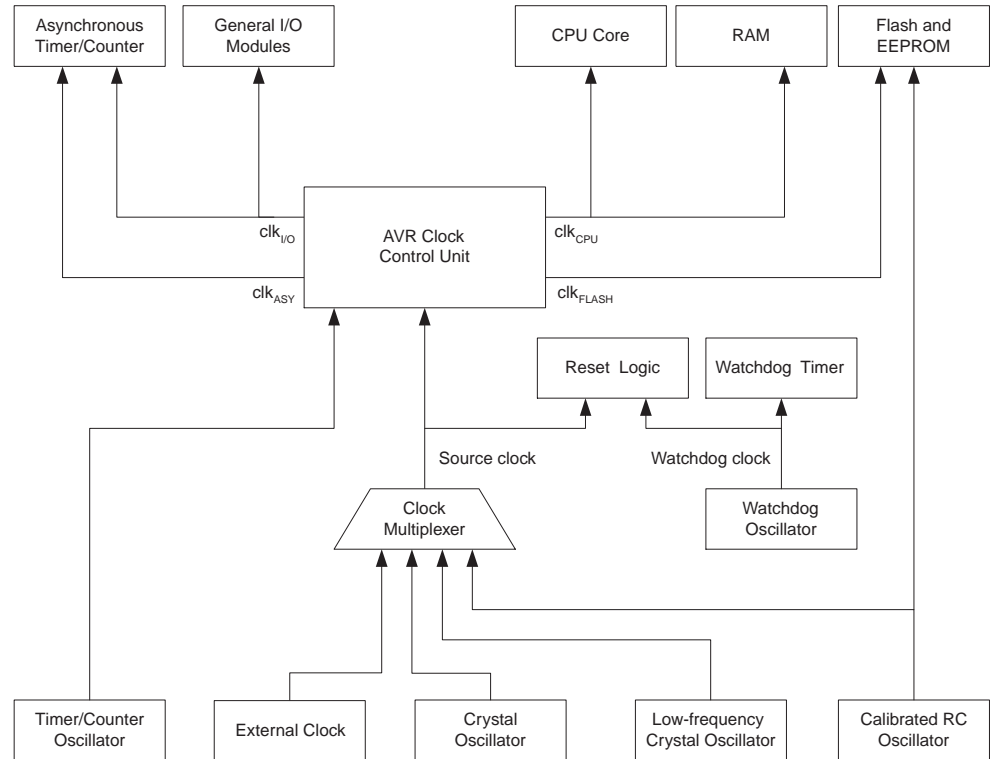 Asynchronous
Timer/Counter
General I/O
Modules
CPU Core
RAM
Flash and
EEPROM
clkI/O
AVR Clock
Control Unit
clkCPU
clkASY
clkFLASH
Reset Logic
Watchdog Timer
Source clock
Watchdog clock
Clock
Multiplexer
Watchdog
Oscillator
Timer/Counter
Oscillator
External Clock
Crystal
Oscillator
Low-frequency
Crystal Oscillator
Calibrated RC
Oscillator